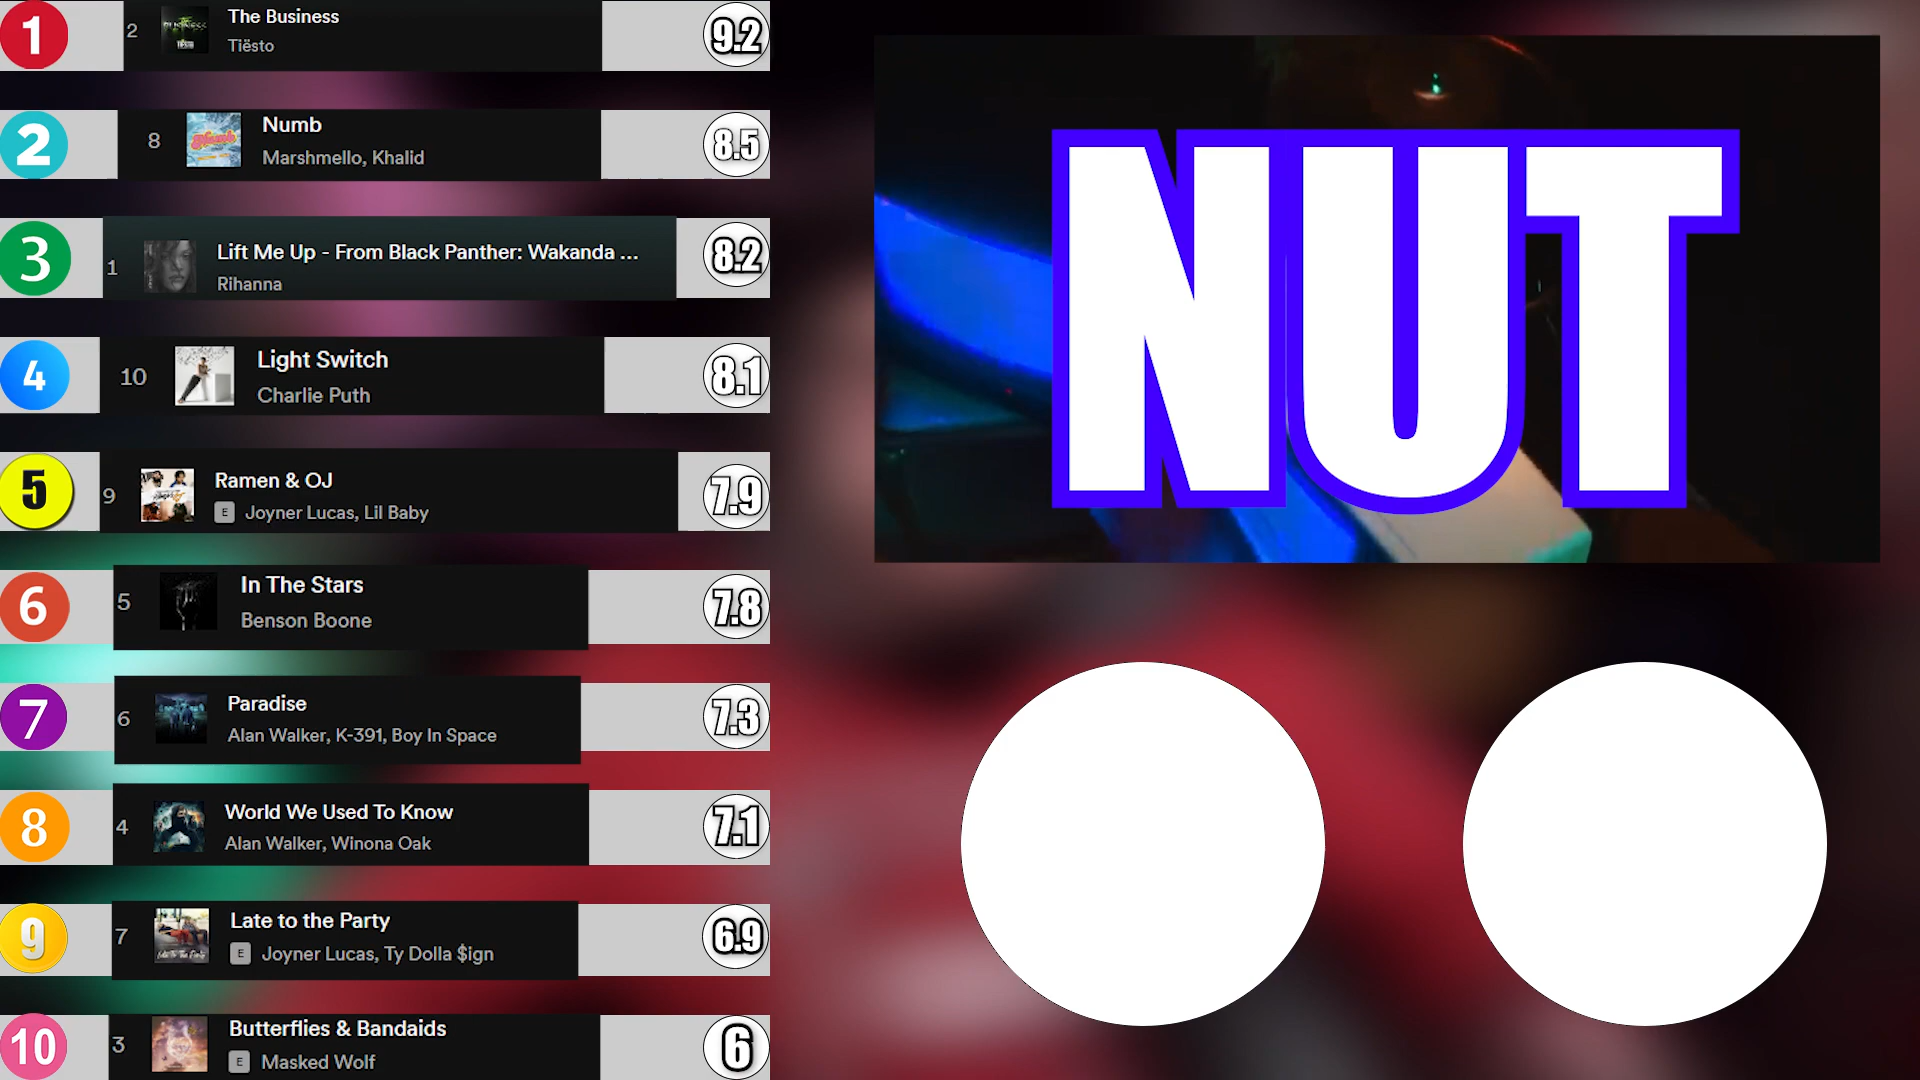 1
2
The Business
Tiësto
9.2
2
8
Numb
Marshmello, Khalid
8.5
3
1
Lift Me Up - From Black Panther: Wakanda ...
Rihanna
8.2
4
10
Light Switch
Charlie Puth
8.1
5
9
Ramen & OJ
E Joyner Lucas, Lil Baby
7.9
6
5
In The Stars
Benson Boone
7.8
7
6
Paradise
Alan Walker, K-391, Boy In Space
7.3
8
4
World We Used To Know
Alan Walker, Winona Oak
7.1
9
7
Late to the Party
E Joyner Lucas, Ty Dolla $ign
6.9
10
3
Butterflies & Bandaids
E Masked Wolf
6
NUT